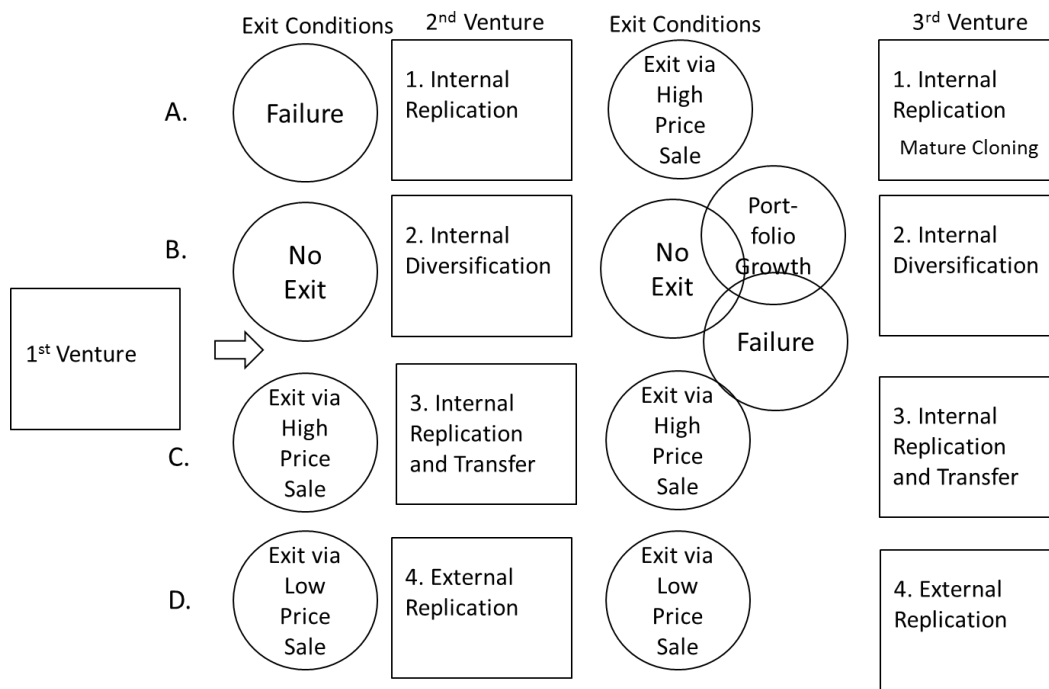 Exit Conditions
2nd Venture
Exit Conditions
3rd Venture
A.
Failure
1. Internal
Replication
Exit via
High
Price
Sale
1. Internal
Replication
Mature Cloning
B.
No
Exit
2. Internal
Diversification
No
Exit
Port-
folio
Growth
Failure
2. Internal
Diversification
1st Venture
C.
Exit via
High
Price
Sale
3. Internal
Replication
and Transfer
Exit via
High
Price
Sale
3. Internal
Replication
and Transfer
D.
Exit via
Low
Price
Sale
4. External
Replication
Exit via
Low
Price
Sale
4. External
Replication